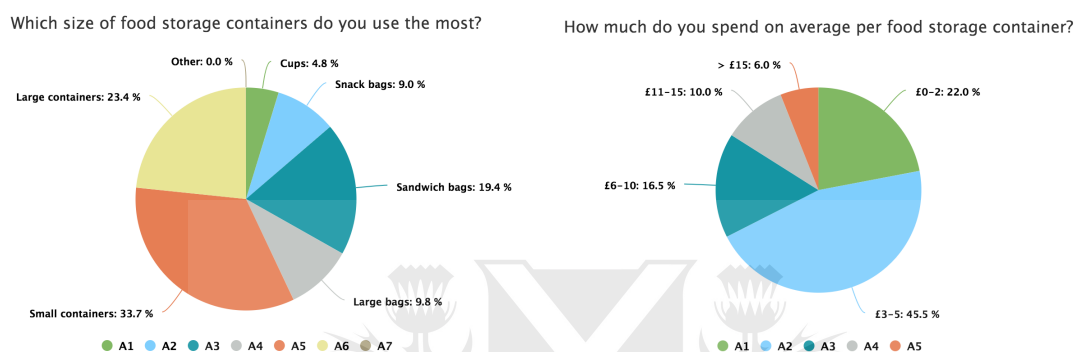 Which size of food storage containers do you use the most?
Other: 0.0 %
Cups: 4.8 %
Snack bags: 9.0 %
Large containers: 23.4 %
Sandwich bags: 19.4 %
Large bags: 9.8 %
Small containers: 33.7 %
A1 A2 A3 A4 A5 A6 A7
How much do you spend on average per food storage container?
> £15: 6.0 %
£11-15: 10.0 %
£0-2: 22.0 %
£6-10: 16.5 %
£3-5: 45.5 %
A1 A2 A3 A4 A5